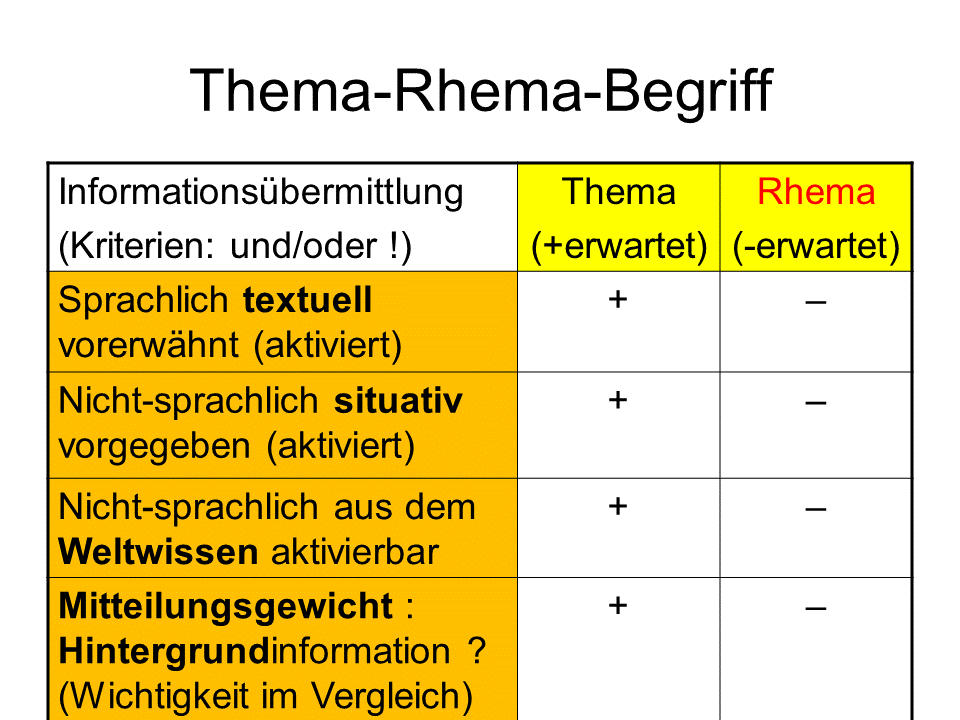 Thema-Rhema-Begriff
Informationsübermittlung
(Kriterien: und/oder !)
Thema
(+erwartet)
Rhema
(-erwartet)
Sprachlich textuell
vorerwähnt (aktiviert)
+
–
Nicht-sprachlich situativ
vorgegeben (aktiviert)
+
–
Nicht-sprachlich aus dem
Weltwissen aktivierbar
+
–
Mitteilungsgewicht :
Hintergrundinformation ?
(Wichtigkeit im Vergleich)
+
–